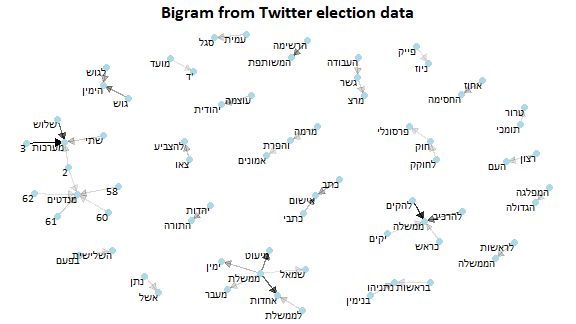 Bigram from Twitter election data
סגל
עמית
הרשימה
המשותפת
העבודה
גשר
מרצ
פייק
ניוז
מועד
יד
לגוש
הימין
גוש
אחוז
החסימה
עוצמה
יהודית
טרור
תומכי
שלוש
מערכות
3
שתי
2
מנדטים
62
61
60
58
להצביע
צאו
מרמה
והפרת
אמונים
פרסונלי
חוק
לחוקק
רצון
העם
כתב
אישום
כתבי
יהדות
התורה
המפלגה
הגדולה
להקים
להרכיב
ממשלה
יקים
כראש
השלישית
בפעם
מיעוט
ימין
ממשלת
שמאל
מעבר
אחדות
לממשלת
לראשות
הממשלה
נתן
אשל
בראשות
נתניהו
בנימין